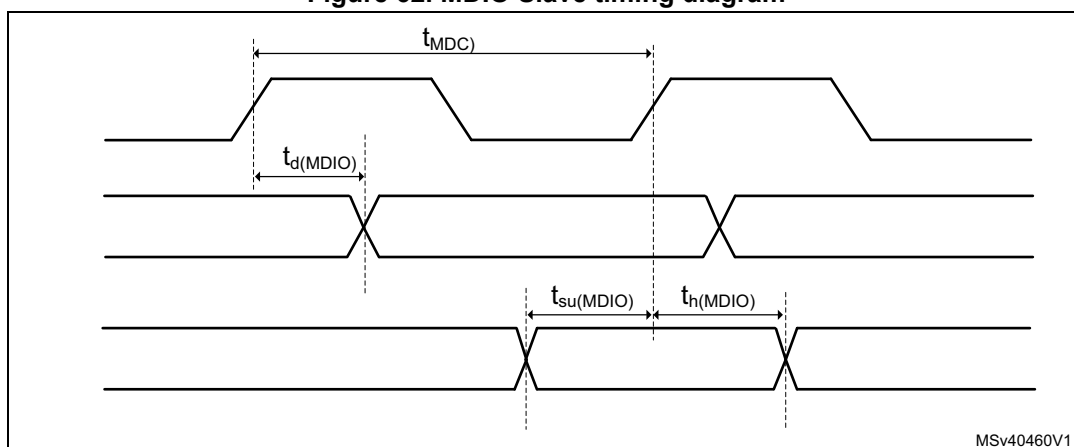 Figure 62. MDIO Slave timing diagram
tMDC)
td(MDIO)
tsu(MDIO) th(MDIO)
MSv40460V1